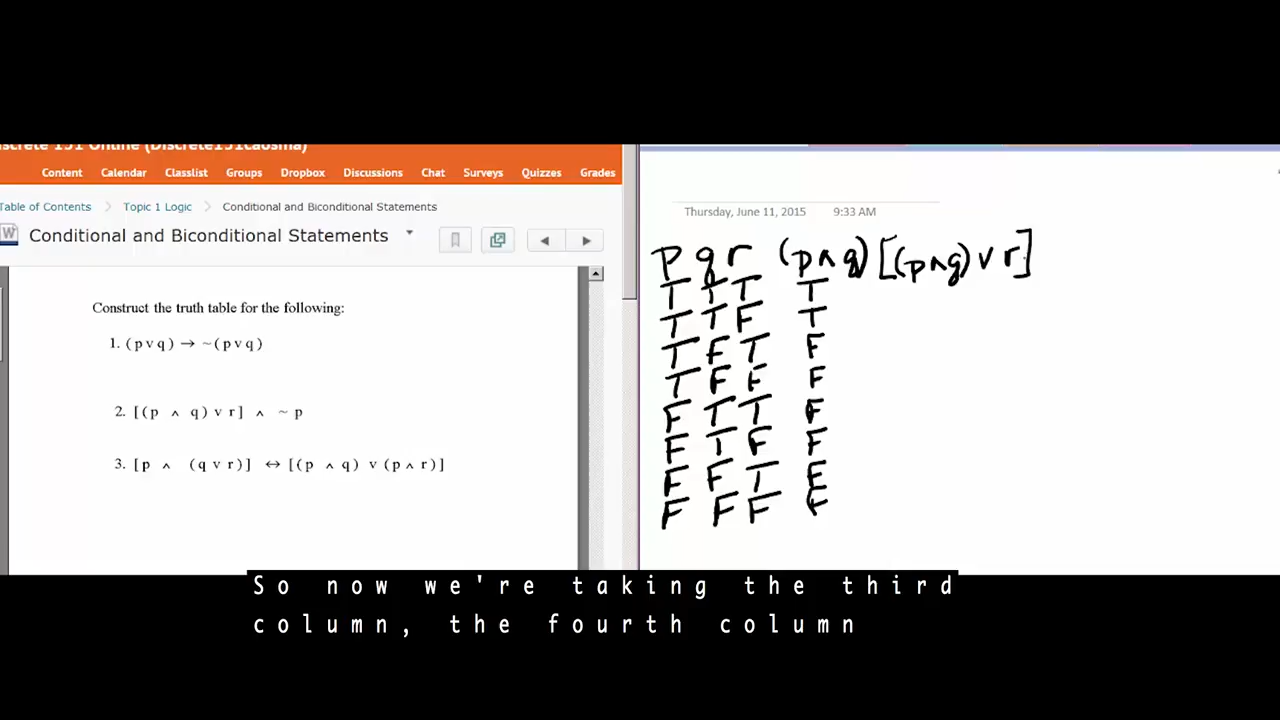 Discrete 151 Online (Discrete151caosma)
Content Calendar Classlist Groups Dropbox Discussions Chat Surveys Quizzes Grades
Table of Contents Topic 1 Logic Conditional and Biconditional Statements
W Conditional and Biconditional Statements
Construct the truth table for the following:
1. (p v q) → ~(p v q)
2. [(p ∧ q) v r] ∧ ~ p
3. [p ∧ (q v r)] ↔ [(p ∧ q) v (p ∧ r)]
Thursday, June 11, 2015 9:33 AM
p q r (p∧q) [(p∧q) v r]
T T T T
T T F T
T F T F
T F F F
F T T F
F T F F
F F T F
F F F F
So now we're taking the third
column, the fourth column